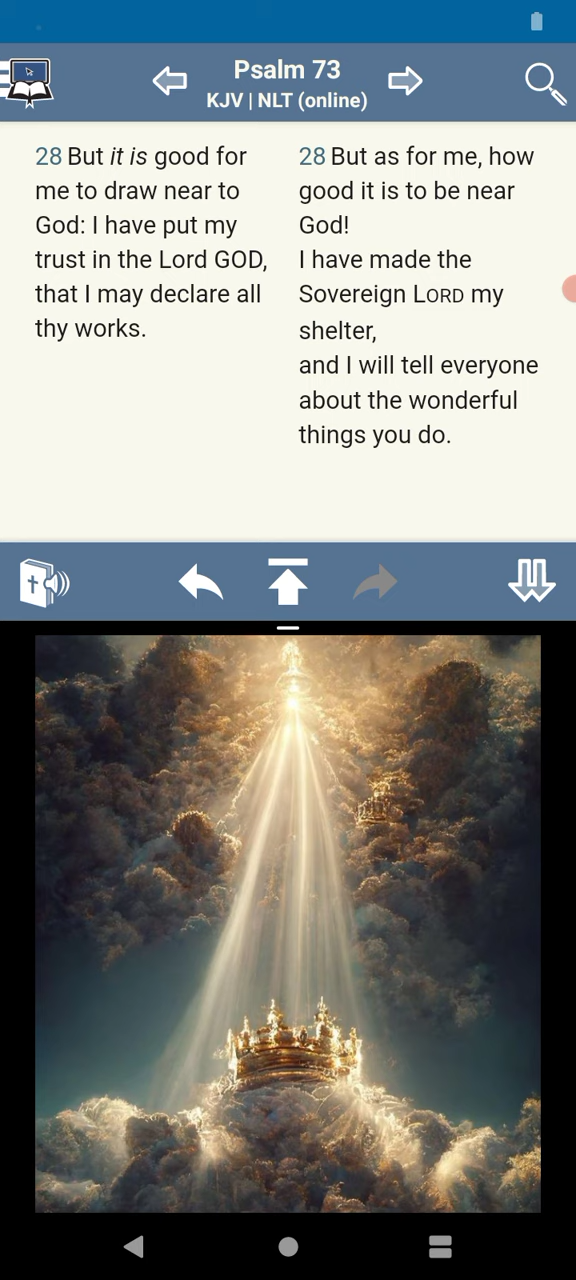 Psalm 73
KJV | NLT (online)
28 But it is good for
me to draw near to
God: I have put my
trust in the Lord GOD,
that I may declare all
thy works.
28 But as for me, how
good it is to be near
God!
I have made the
Sovereign LORD my
shelter,
and I will tell everyone
about the wonderful
things you do.